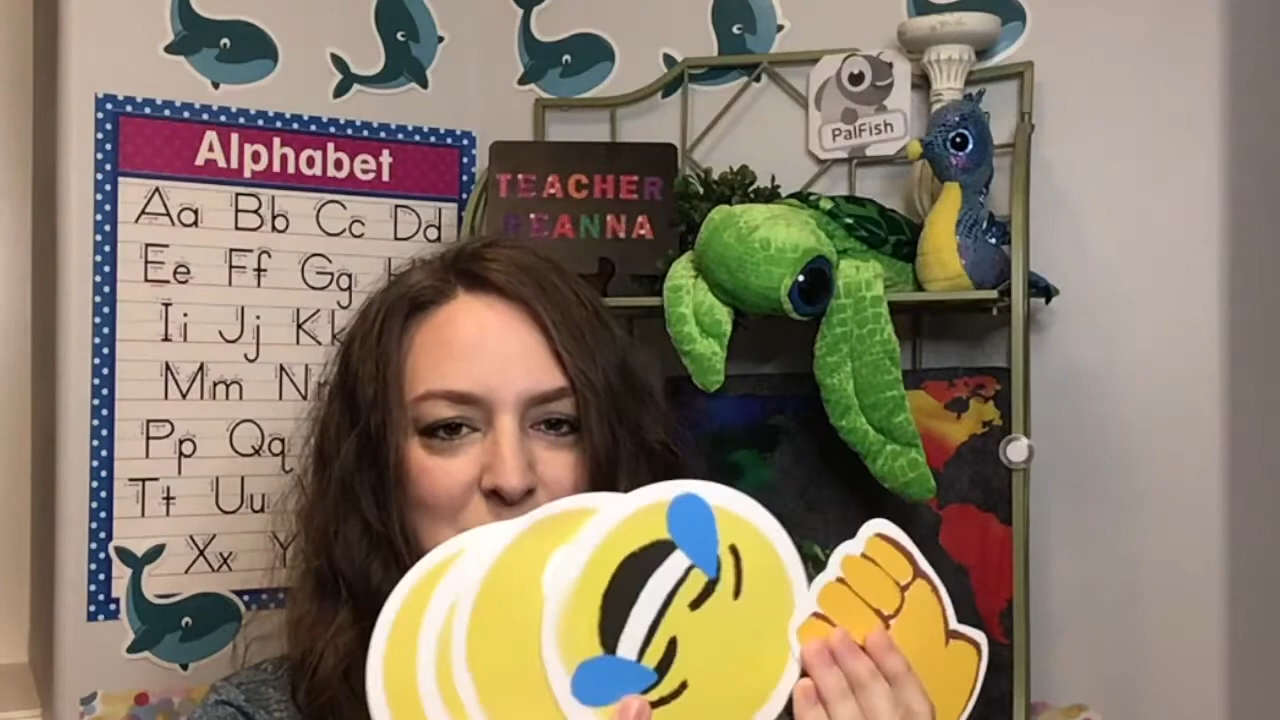 Alphabet
Aa Bb Cc Dd
Ee Ff Gg
Ii Jj Kk
Mm Nn
Pp Qq
Tt Uu
Xx Y
TEACHER
REANNA
PalFish